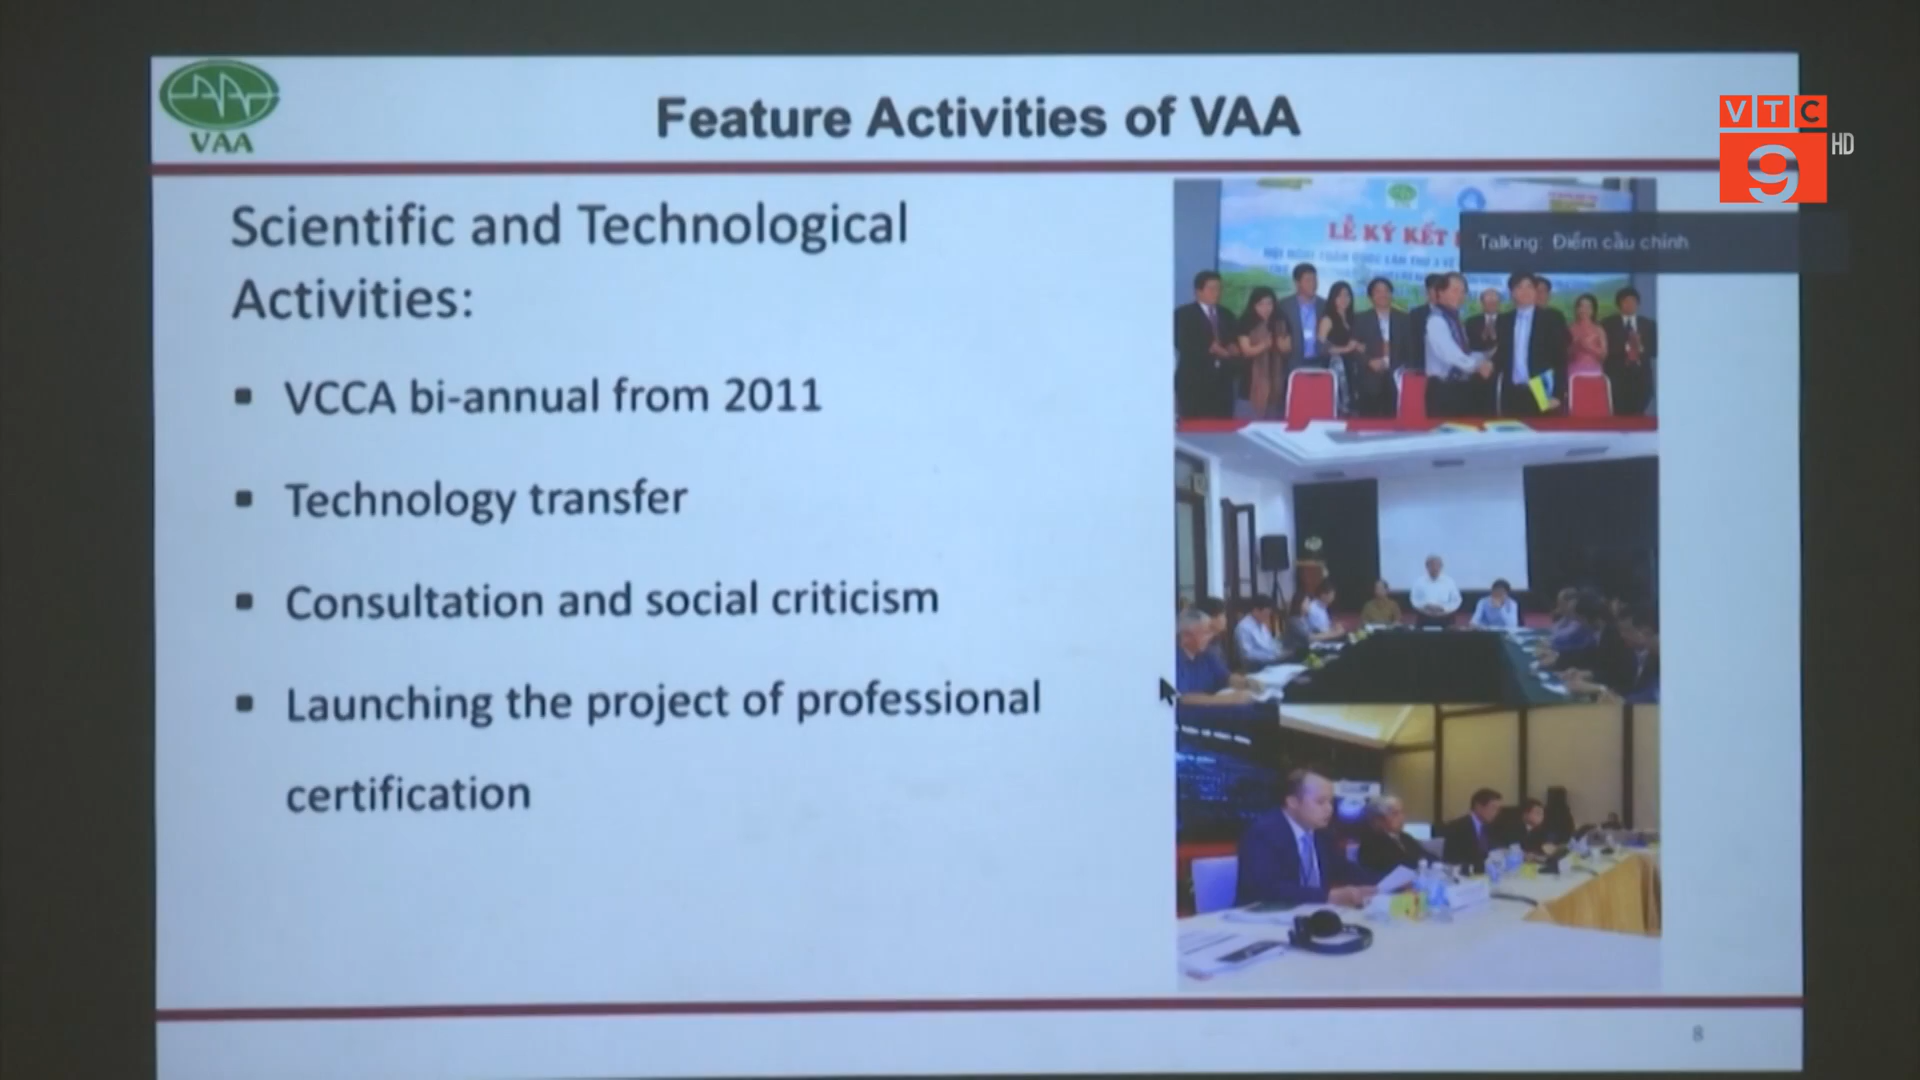 VAA
Feature Activities of VAA
VTC
9
HD
Scientific and Technological
Activities:
▪ VCCA bi-annual from 2011
▪ Technology transfer
▪ Consultation and social criticism
▪ Launching the project of professional
certification
LỄ KÝ KẾT
Talking: Điểm cầu chính
8